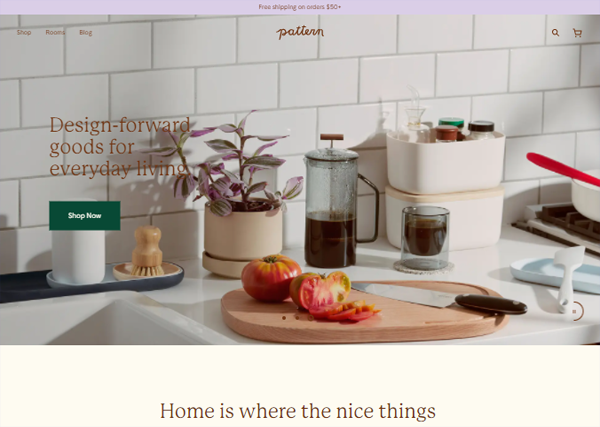 Free shipping on orders $50+
Shop Rooms Blog
pattern
Design-forward
goods for
everyday living
Shop Now
Home is where the nice things